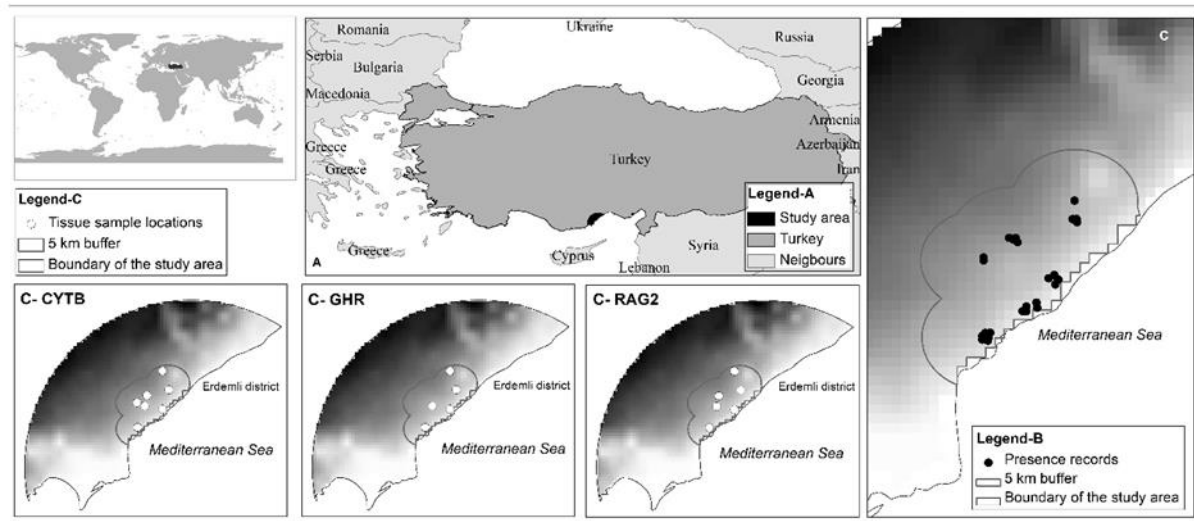 Romania
Ukraine
Russia
Serbia
Bulgaria
Georgia
Macedonia
Armenia
Azerbaijan
Greece
Iran
Greece
Turkey
Greece
Cyprus
Syria
Lebanon
A
Legend-A
Study area
Turkey
Neigbours
Legend-C
Tissue sample locations
5 km buffer
Boundary of the study area
C
Mediterranean Sea
Legend-B
Presence records
5 km buffer
Boundary of the study area
C- CYTB
Erdemli district
Mediterranean Sea
C- GHR
Erdemli district
Mediterranean Sea
C- RAG2
Erdemli district
Mediterranean Sea